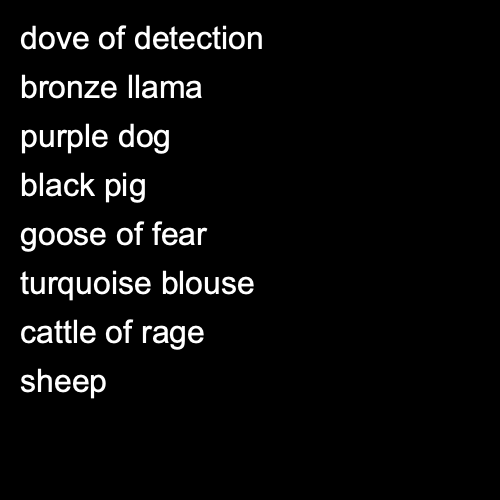 dove of detection
bronze llama
purple dog
black pig
goose of fear
turquoise blouse
cattle of rage
sheep